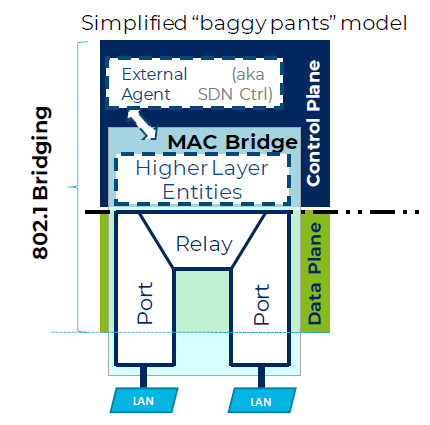 Simplified “baggy pants” model
External (aka
Agent SDN Ctrl)
Control Plane
MAC Bridge
Higher Layer
Entities
802.1 Bridging
Relay
Port
Port
Data Plane
LAN
LAN